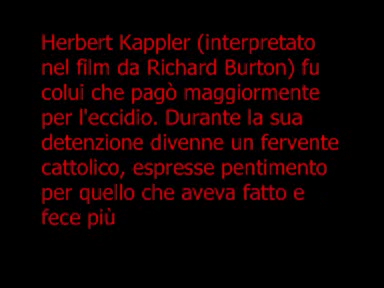 Herbert Kappler (interpretato
nel film da Richard Burton) fu
colui che pagò maggiormente
per l'eccidio. Durante la sua
detenzione divenne un fervente
cattolico, espresse pentimento
per quello che aveva fatto e
fece più